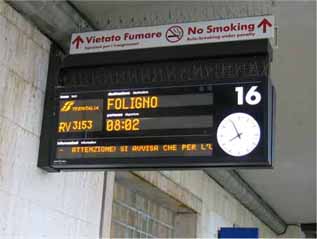 Vietato Fumare No Smoking
FOLIGNO
16
TRENITALIA
RV 3153 08:02
- ATTENZIONE! SI AVVISA CHE PER L'U